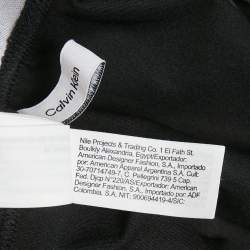 Calvin Klein
Nile Projects & Trading Co. 1 El Fath St.
Boulkly Alexandria, Egypt/Exportador:
American Designer Fashion, S.A., Importado
por: American Apparel Argentina S.A. Cuit:
30-70714749-7, C. Pellegrini 739-5 Cap.
Fed. Djcp N°220/AS/Exportador: American
Designer Fashion, S.A., Importado por: ADF
Colombia, S.A., NIT: 900694419-4/SIC: